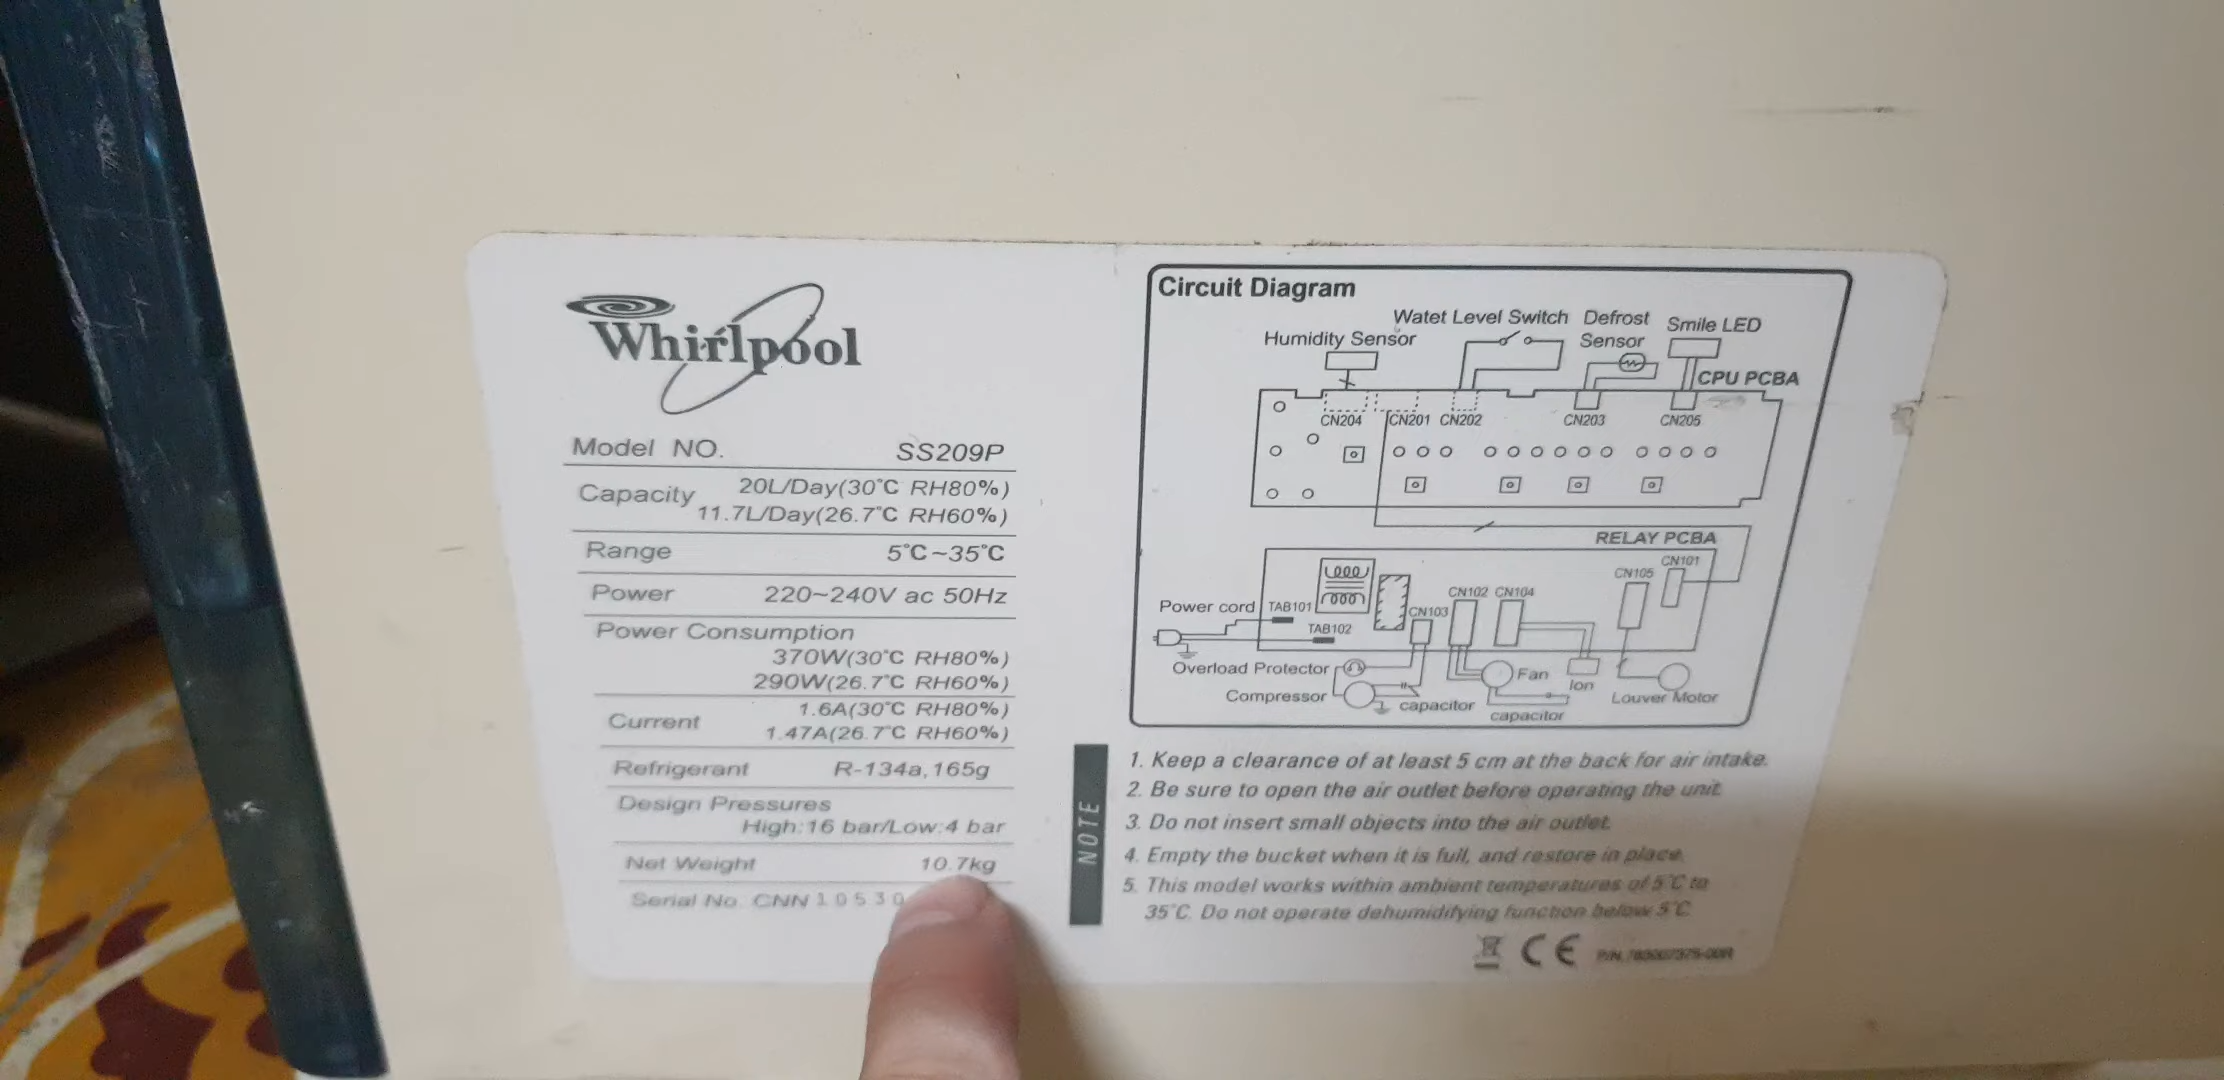 Whirlpool
Model NO. SS209P
Capacity 20L/Day(30°C RH80%)
11.7L/Day(26.7°C RH60%)
Range 5°C~35°C
Power 220~240V ac 50Hz
Power Consumption
370W(30°C RH80%)
290W(26.7°C RH60%)
Current 1.6A(30°C RH80%)
1.47A(26.7°C RH60%)
Refrigerant R-134a,165g
Design Pressures
High:16 bar/Low:4 bar
Net Weight 10.7kg
Serial No. CNN 1 0 5 3 0
Circuit Diagram
Watet Level Switch Defrost Smile LED
Humidity Sensor Sensor
CPU PCBA
CN204 CN201 CN202 CN203 CN205
RELAY PCBA
CN105 CN101
CN102 CN104
Power cord TAB101 CN103
TAB102
Overload Protector Fan Ion
Compressor capacitor Louver Motor
capacitor
NOTE
1. Keep a clearance of at least 5 cm at the back for air intake.
2. Be sure to open the air outlet before operating the unit.
3. Do not insert small objects into the air outlet.
4. Empty the bucket when it is full, and restore in place.
5. This model works within ambient temperatures of 5°C to
35°C. Do not operate dehumidifying function below 5°C.
CE P/N.